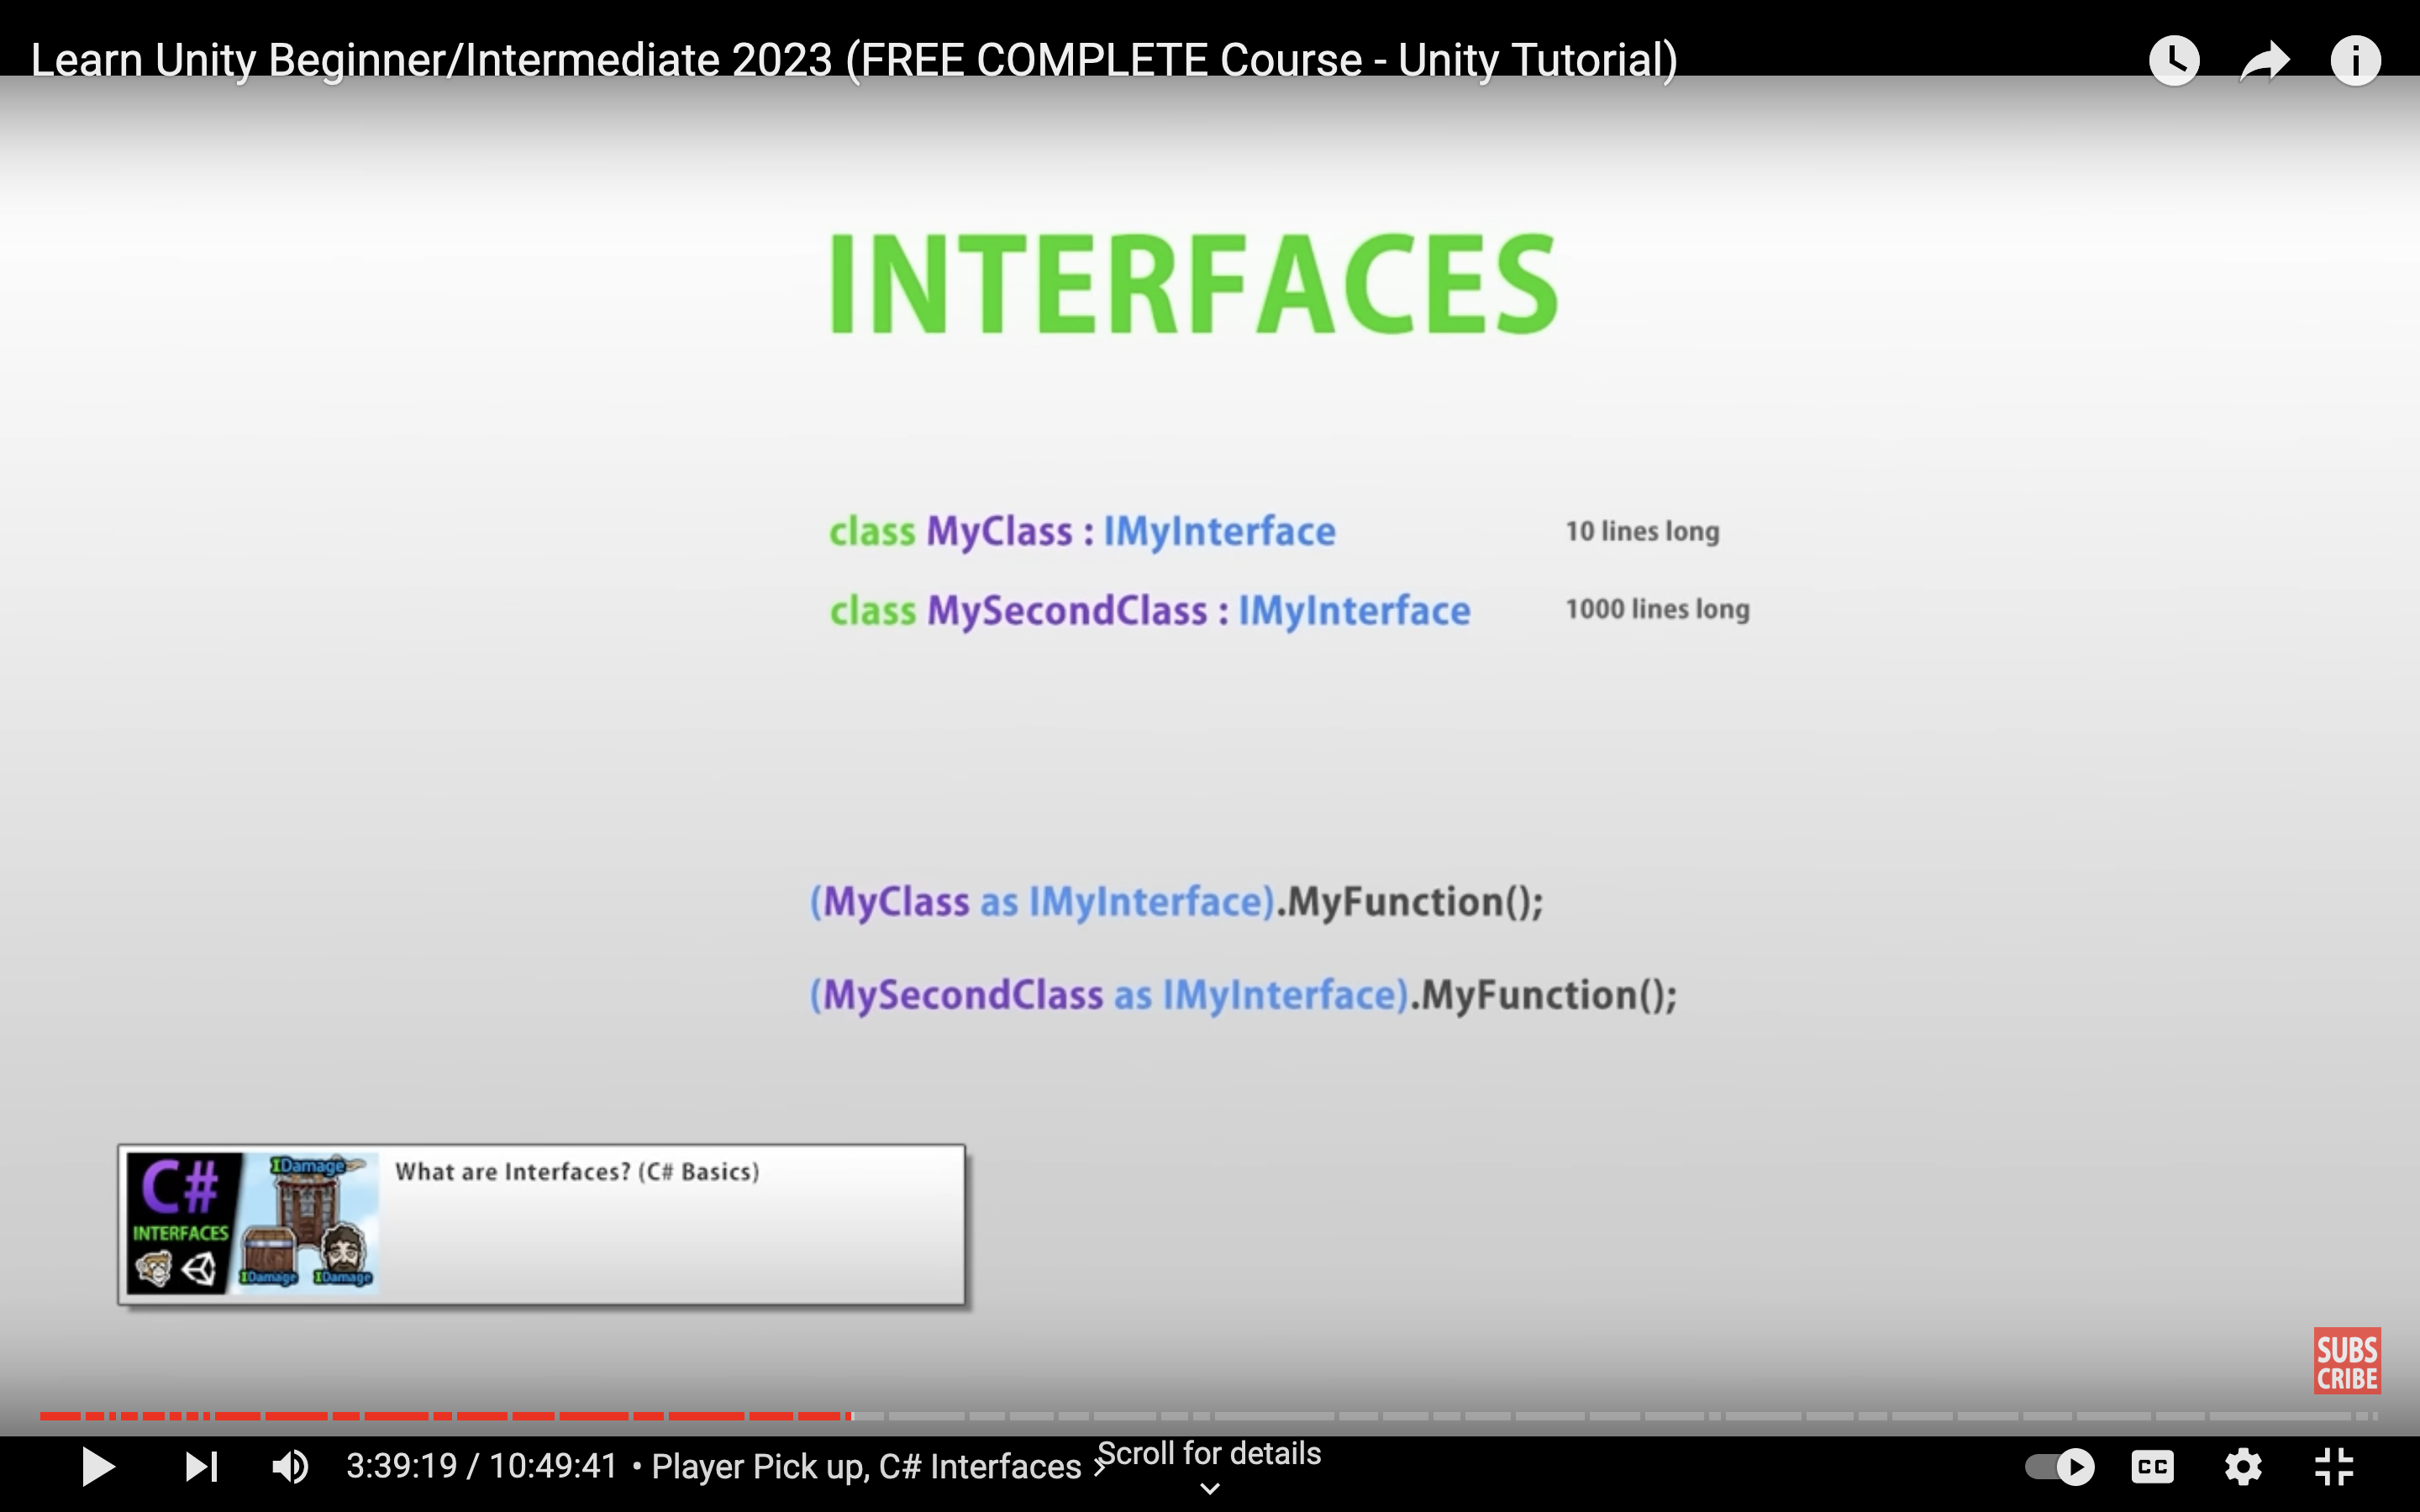 Learn Unity Beginner/Intermediate 2023 (FREE COMPLETE Course - Unity Tutorial)
INTERFACES
class MyClass : IMyInterface 10 lines long
class MySecondClass : IMyInterface 1000 lines long
(MyClass as IMyInterface).MyFunction();
(MySecondClass as IMyInterface).MyFunction();
C#
INTERFACES
IDamage
IDamage
IDamage
What are Interfaces? (C# Basics)
SUBS
CRIBE
3:39:19 / 10:49:41 • Player Pick up, C# Interfaces ›
Scroll for details
CC